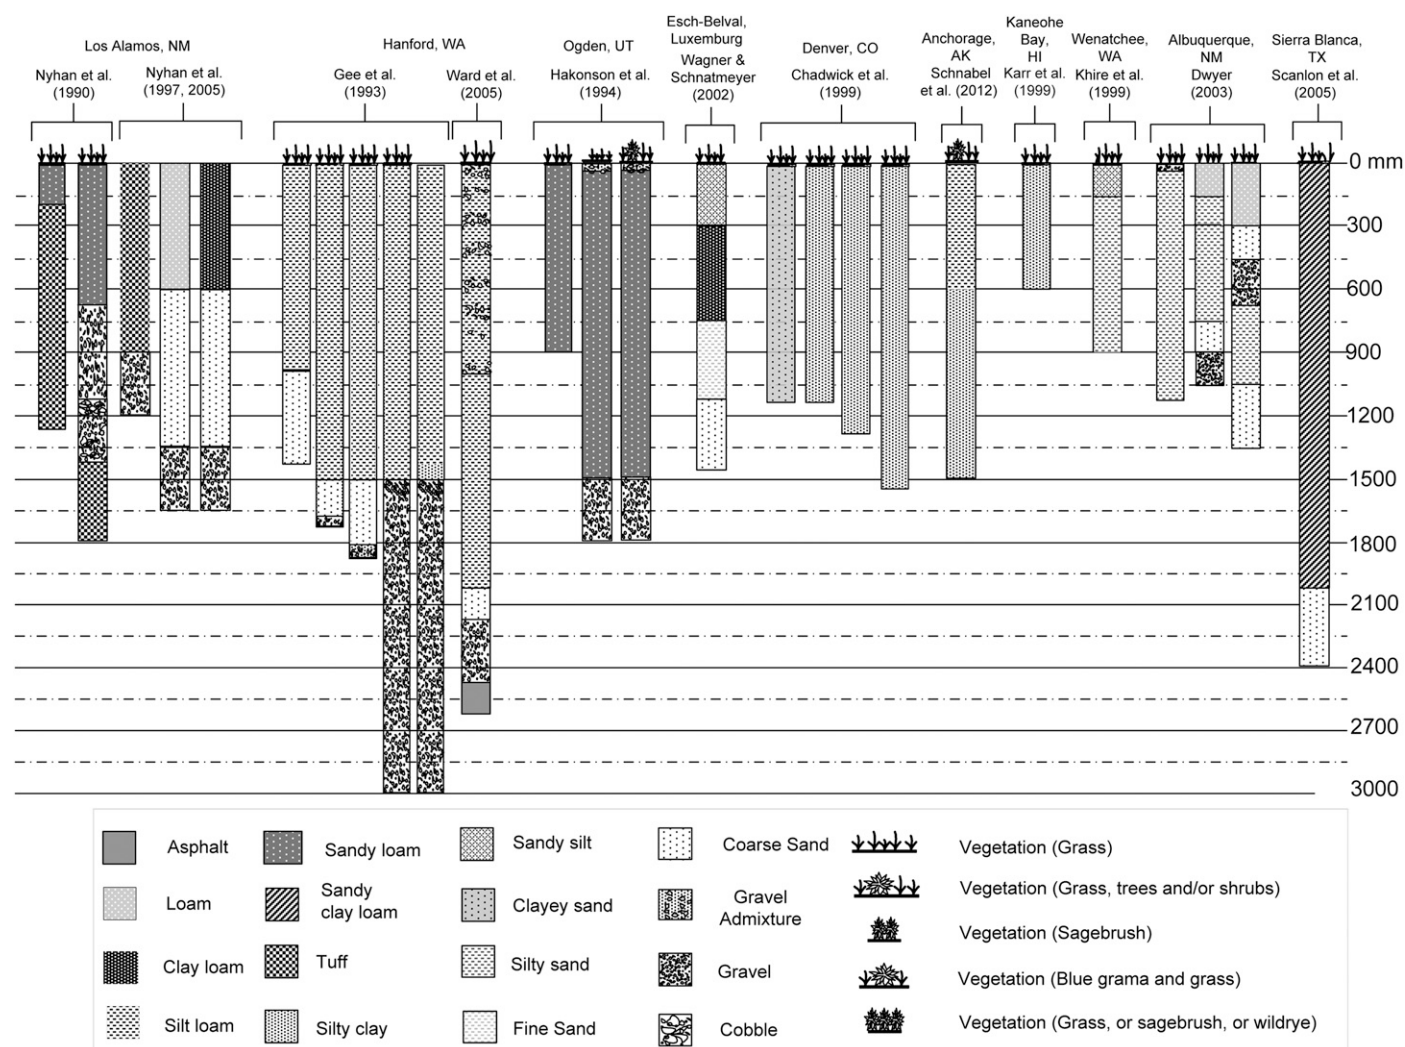 Los Alamos, NM
Nyhan et al.
(1990)
Nyhan et al.
(1997, 2005)
Hanford, WA
Gee et al.
(1993)
Ward et al.
(2005)
Ogden, UT
Hakonson et al.
(1994)
Esch-Belval,
Luxemburg
Wagner &
Schnatmeyer
(2002)
Denver, CO
Chadwick et al.
(1999)
Anchorage,
AK
Schnabel
et al. (2012)
Kaneohe
Bay,
HI
Karr et al.
(1999)
Wenatchee,
WA
Khire et al.
(1999)
Albuquerque,
NM
Dwyer
(2003)
Sierra Blanca,
TX
Scanlon et al.
(2005)
0 mm
300
600
900
1200
1500
1800
2100
2400
2700
3000
Asphalt
Loam
Clay loam
Silt loam
Sandy loam
Sandy
clay loam
Tuff
Silty clay
Sandy silt
Clayey sand
Silty sand
Fine Sand
Coarse Sand
Gravel
Admixture
Gravel
Cobble
Vegetation (Grass)
Vegetation (Grass, trees and/or shrubs)
Vegetation (Sagebrush)
Vegetation (Blue grama and grass)
Vegetation (Grass, or sagebrush, or wildrye)